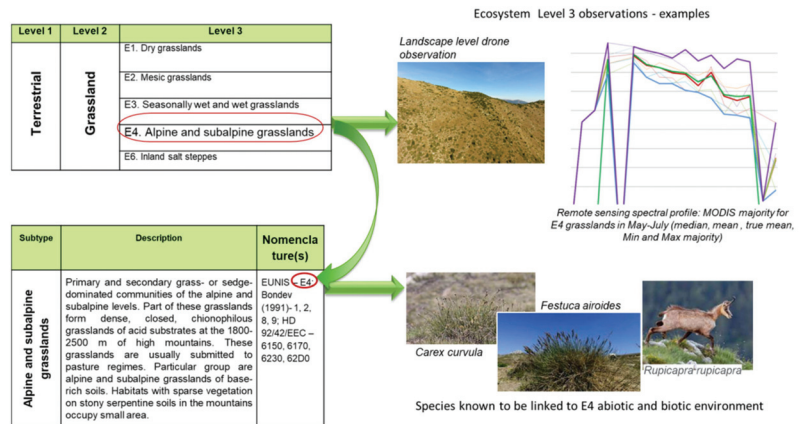 Ecosystem Level 3 observations - examples
Level 1
Level 2
Level 3
Terrestrial
Grassland
E1. Dry grasslands
E2. Mesic grasslands
E3. Seasonally wet and wet grasslands
E4. Alpine and subalpine grasslands
E6. Inland salt steppes
Landscape level drone
observation
Remote sensing spectral profile: MODIS majority for
E4 grasslands in May-July (median, mean , true mean,
Min and Max majority)
Subtype
Description
Nomencla
ture(s)
Alpine and subalpine
grasslands
Primary and secondary grass- or sedge-
dominated communities of the alpine and
subalpine levels. Part of these grasslands
form dense, closed, chionophilous
grasslands of acid substrates at the 1800-
2500 m of high mountains. These
grasslands are usually submitted to
pasture regimes. Particular group are
alpine and subalpine grasslands of base-
rich soils. Habitats with sparse vegetation
on stony serpentine soils in the mountains
occupy small area.
EUNIS – E4;
Bondev
(1991)- 1, 2,
8, 9; HD
92/42/EEC –
6150, 6170,
6230, 62D0
Carex curvula
Festuca airoides
Rupicapra rupicapra
Species known to be linked to E4 abiotic and biotic environment